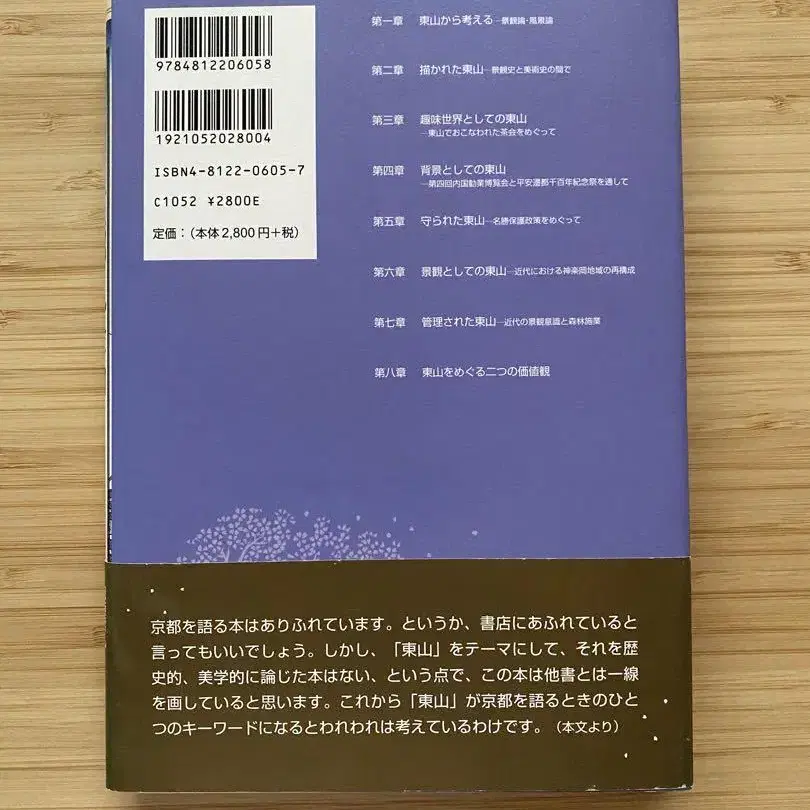 9784812206058
1921052028004
ISBN4-8122-0605-7
C1052 ¥2800E
定価：（本体2,800円＋税）
第一章 東山から考える―景観論・風景論
第二章 描かれた東山―景観史と美術史の間で
第三章 趣味世界としての東山
―東山でおこなわれた茶会をめぐって
第四章 背景としての東山
―第四回内国勧業博覧会と平安遷都千百年紀念祭を通して
第五章 守られた東山―名勝保護政策をめぐって
第六章 景観としての東山―近代における神楽岡地域の再構成
第七章 管理された東山―近代の景観意識と森林施業
第八章 東山をめぐる二つの価値観
京都を語る本はありふれています。というか、書店にあふれていると
言ってもいいでしょう。しかし、「東山」をテーマにして、それを歴
史的、美学的に論じた本はない、という点で、この本は他書とは一線
を画していると思います。これから「東山」が京都を語るときのひと
つのキーワードになるとわれわれは考えているわけです。（本文より）